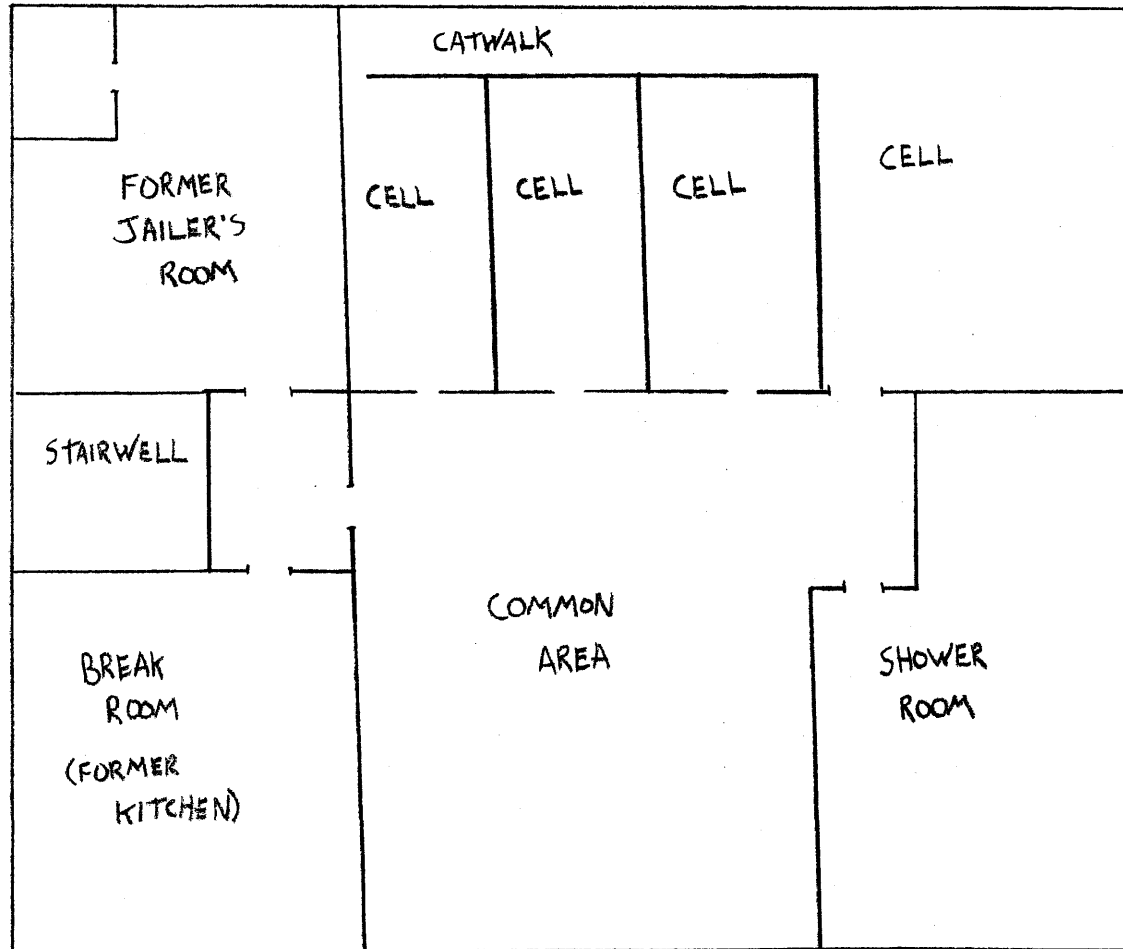 CATWALK
FORMER
JAILER'S
ROOM
CELL
CELL
CELL
CELL
STAIRWELL
BREAK
ROOM
(FORMER
KITCHEN)
COMMON
AREA
SHOWER
ROOM